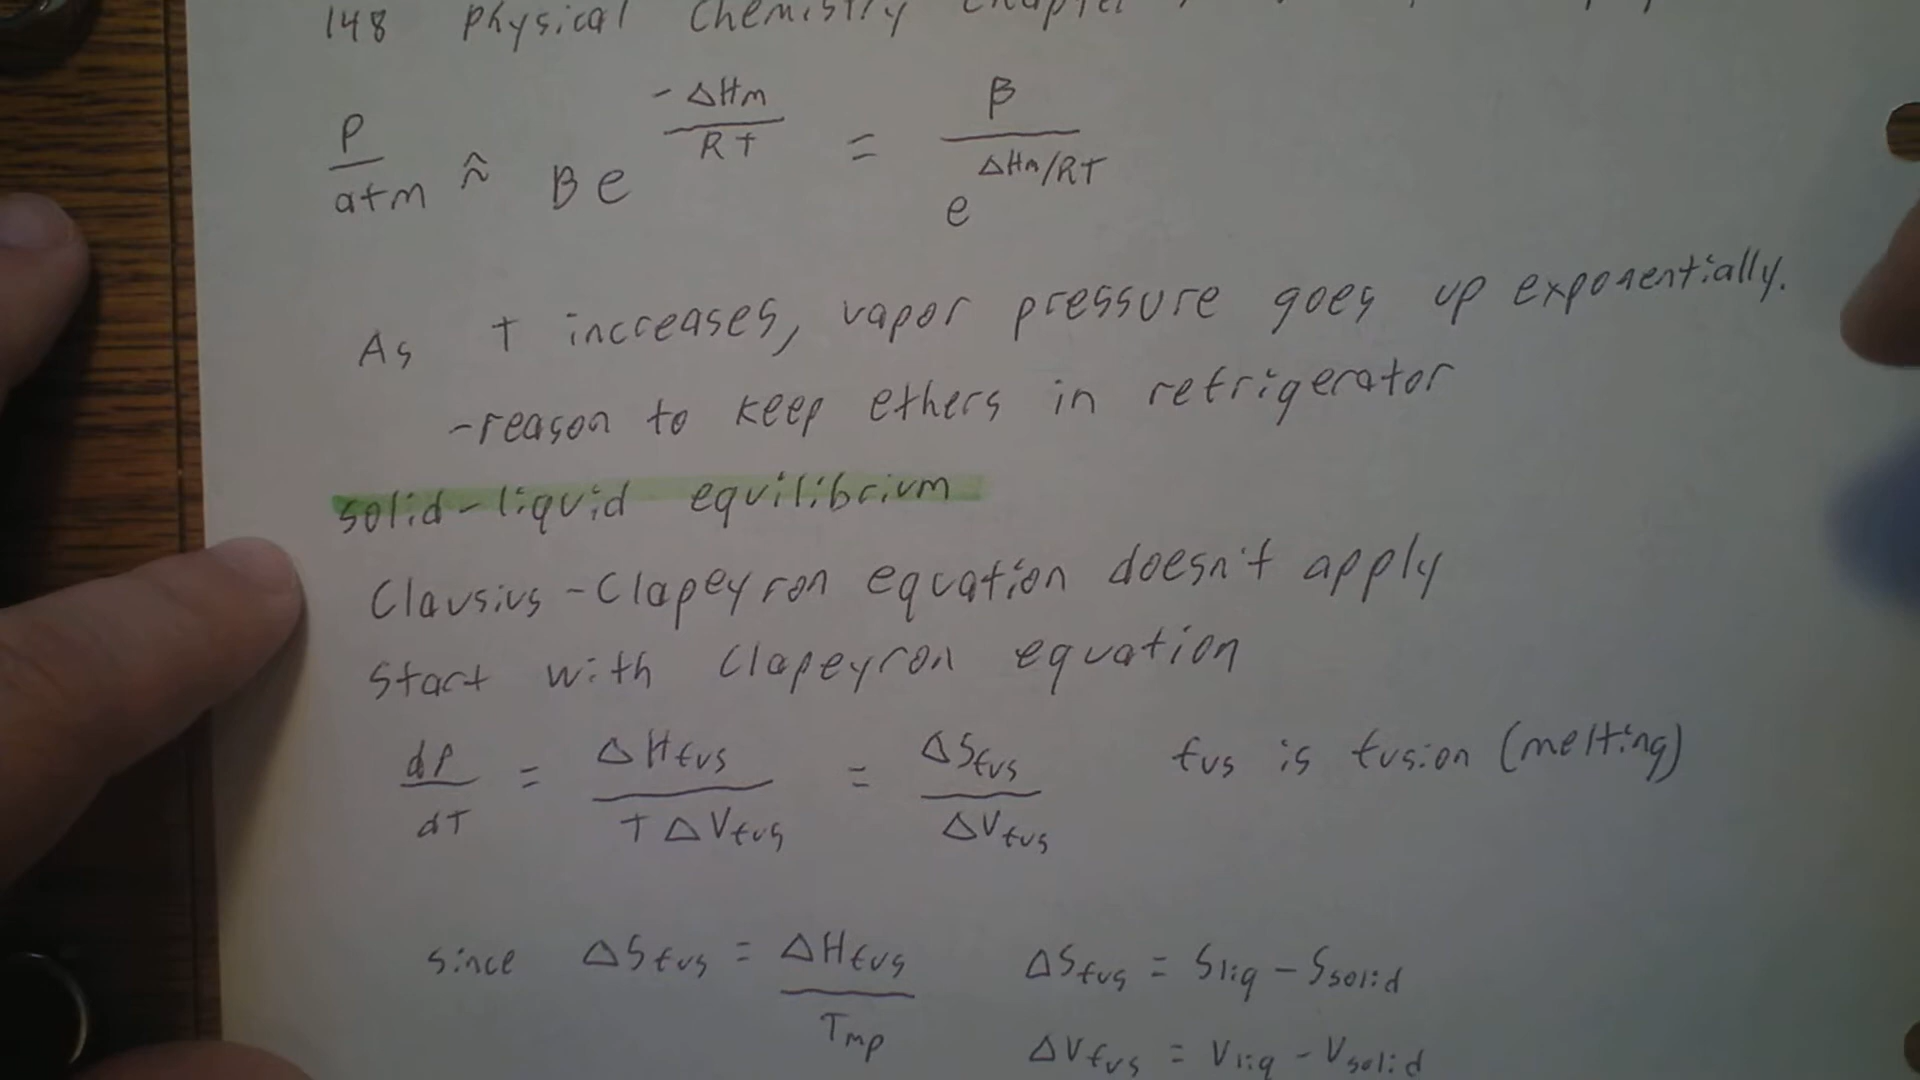 148 Physical Chemistry Chapter
P/atm ≈ B e^(-ΔHm/RT) = B/e^(ΔHm/RT)
As T increases, vapor pressure goes up exponentially.
-reason to keep ethers in refrigerator
solid-liquid equilibrium
Clausius-Clapeyron equation doesn't apply
Start with Clapeyron equation
dP/dT = ΔHfus/TΔVfus = ΔSfus/ΔVfus fus is fusion (melting)
since ΔSfus = ΔHfus/Tmp ΔSfus = Sliq - Ssolid
ΔVfus = Vliq - Vsolid